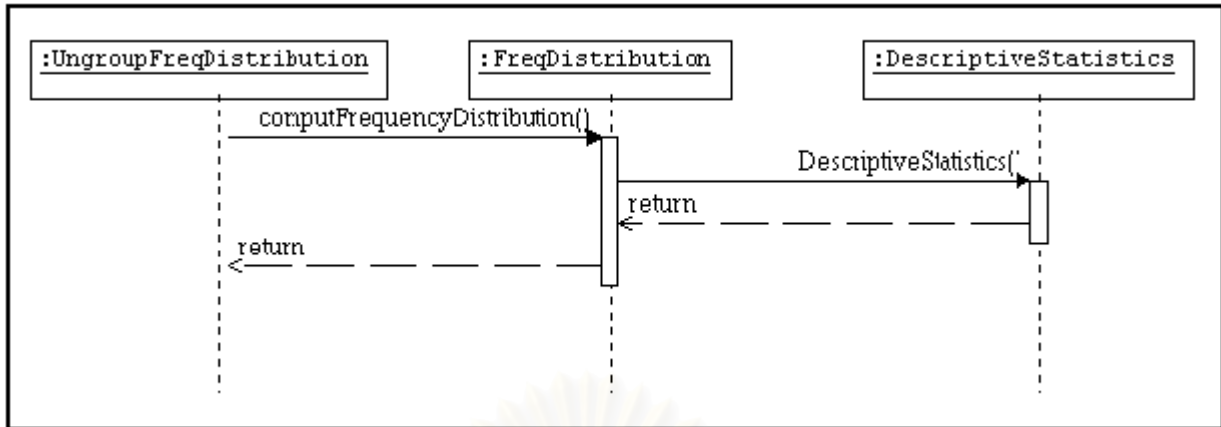 :UngroupFreqDistribution
:FreqDistribution
:DescriptiveStatistics
computFrequencyDistribution()
DescriptiveStatistics()
return
return